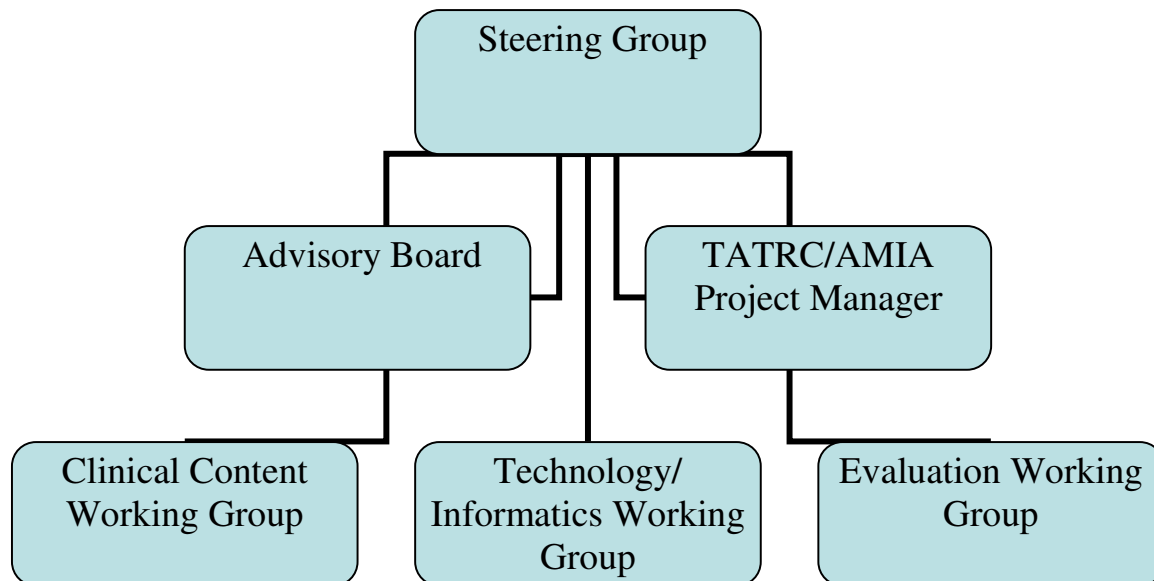 Steering Group
Advisory Board
TATRC/AMIA
Project Manager
Clinical Content
Working Group
Technology/
Informatics Working
Group
Evaluation Working
Group